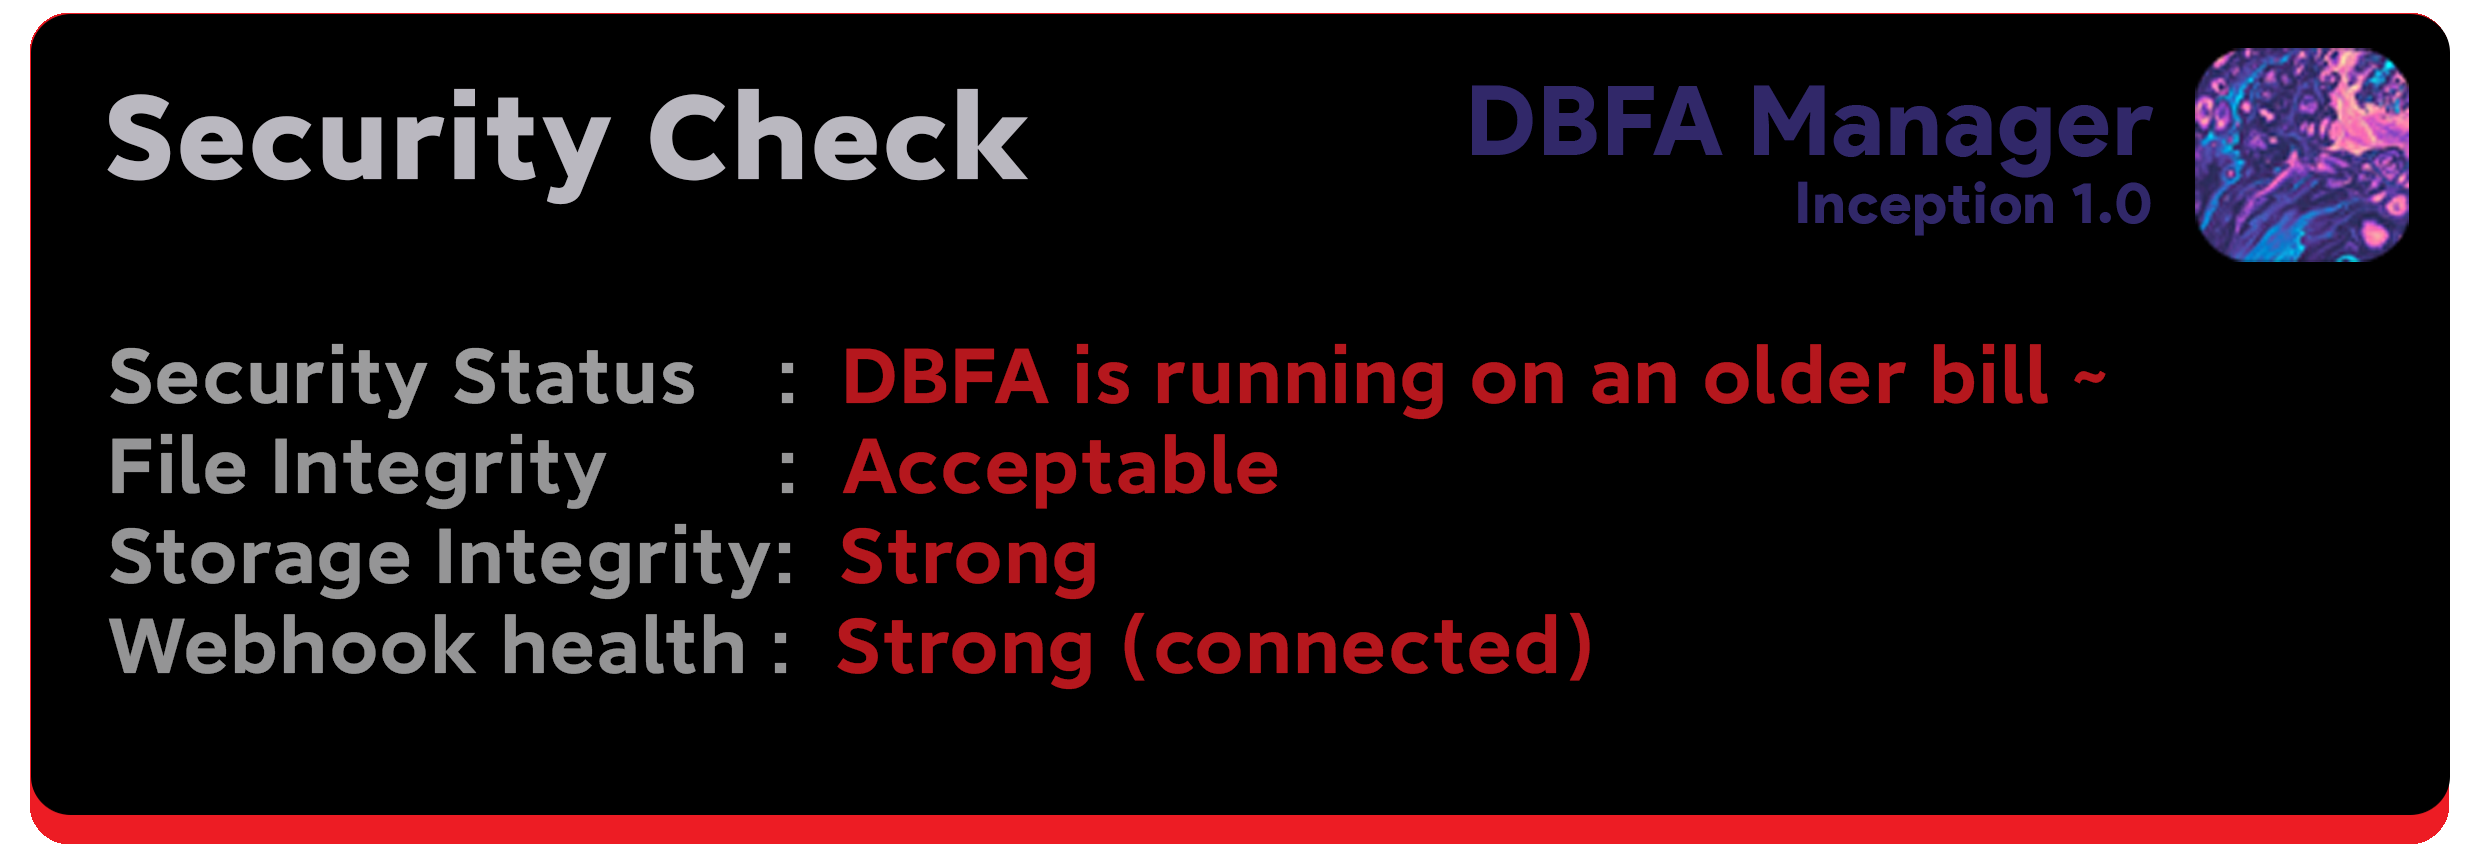 Security Check
DBFA Manager
Inception 1.0
Security Status : DBFA is running on an older bill ~
File Integrity : Acceptable
Storage Integrity: Strong
Webhook health : Strong (connected)